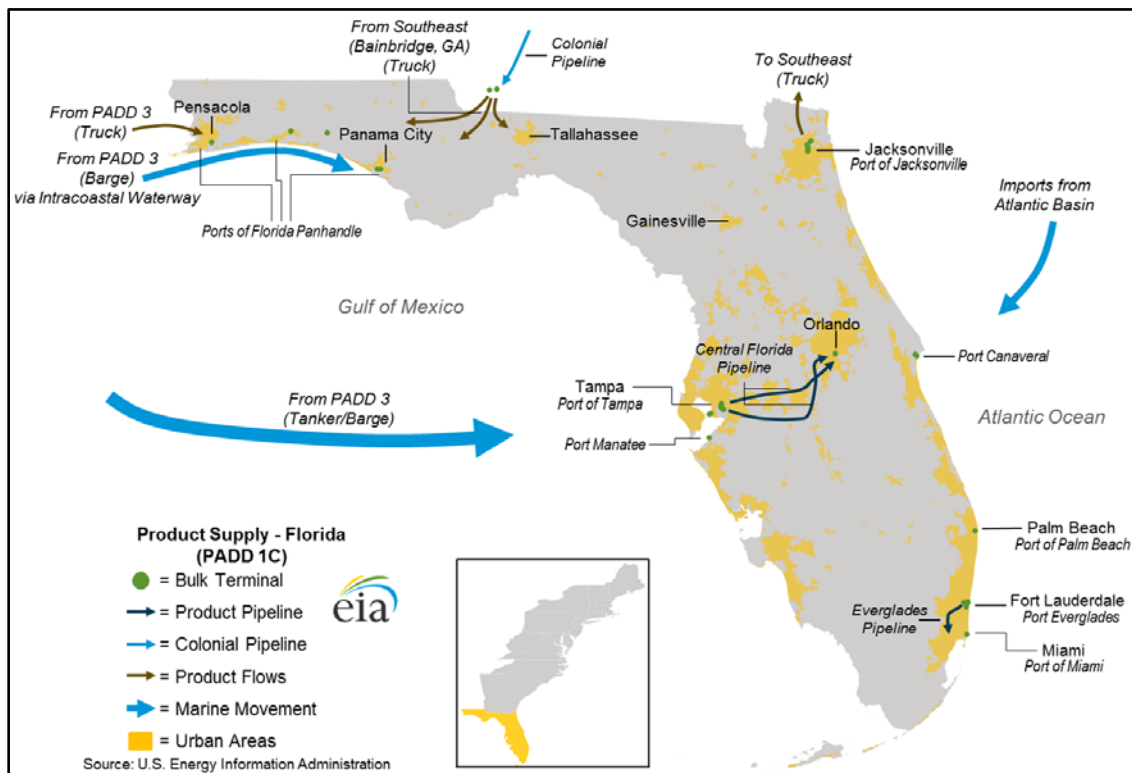 From Southeast
(Bainbridge, GA)
(Truck)
Colonial
Pipeline
To Southeast
(Truck)
From PADD 3
(Truck)
Pensacola
Panama City
Tallahassee
Jacksonville
Port of Jacksonville
From PADD 3
(Barge)
via Intracoastal Waterway
Ports of Florida Panhandle
Gainesville
Imports from
Atlantic Basin
Gulf of Mexico
Orlando
Central Florida
Pipeline
Port Canaveral
From PADD 3
(Tanker/Barge)
Tampa
Port of Tampa
Atlantic Ocean
Port Manatee
Palm Beach
Port of Palm Beach
Everglades
Pipeline
Fort Lauderdale
Port Everglades
Miami
Port of Miami
Product Supply - Florida
(PADD 1C)
= Bulk Terminal
= Product Pipeline
= Colonial Pipeline
= Product Flows
= Marine Movement
= Urban Areas
eia
Source: U.S. Energy Information Administration